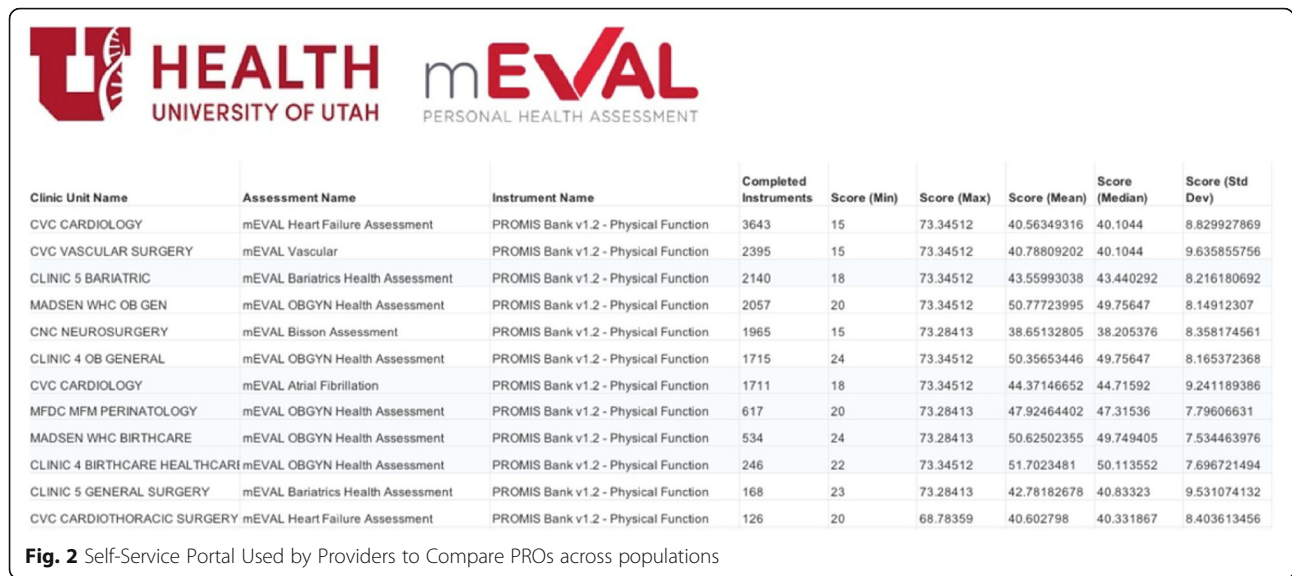 U HEALTH
UNIVERSITY OF UTAH
mEVAL
PERSONAL HEALTH ASSESSMENT
Clinic Unit Name Assessment Name Instrument Name Completed Instruments Score (Min) Score (Max) Score (Mean) Score (Median) Score (Std Dev)
CVC CARDIOLOGY mEVAL Heart Failure Assessment PROMIS Bank v1.2 - Physical Function 3643 15 73.34512 40.56349316 40.1044 8.829927869
CVC VASCULAR SURGERY mEVAL Vascular PROMIS Bank v1.2 - Physical Function 2395 15 73.34512 40.78809202 40.1044 9.635855756
CLINIC 5 BARIATRIC mEVAL Bariatrics Health Assessment PROMIS Bank v1.2 - Physical Function 2140 18 73.34512 43.55993038 43.440292 8.216180692
MADSEN WHC OB GEN mEVAL OBGYN Health Assessment PROMIS Bank v1.2 - Physical Function 2057 20 73.34512 50.77723995 49.75647 8.14912307
CNC NEUROSURGERY mEVAL Bisson Assessment PROMIS Bank v1.2 - Physical Function 1965 15 73.28413 38.65132805 38.205376 8.358174561
CLINIC 4 OB GENERAL mEVAL OBGYN Health Assessment PROMIS Bank v1.2 - Physical Function 1715 24 73.34512 50.35653446 49.75647 8.165372368
CVC CARDIOLOGY mEVAL Atrial Fibrillation PROMIS Bank v1.2 - Physical Function 1711 18 73.34512 44.37146652 44.71592 9.241189386
MFDC MFM PERINATOLOGY mEVAL OBGYN Health Assessment PROMIS Bank v1.2 - Physical Function 617 20 73.28413 47.92464402 47.31536 7.79606631
MADSEN WHC BIRTHCARE mEVAL OBGYN Health Assessment PROMIS Bank v1.2 - Physical Function 534 24 73.28413 50.62502355 49.749405 7.534463976
CLINIC 4 BIRTHCARE HEALTHCARE mEVAL OBGYN Health Assessment PROMIS Bank v1.2 - Physical Function 246 22 73.34512 51.7023481 50.113552 7.696721494
CLINIC 5 GENERAL SURGERY mEVAL Bariatrics Health Assessment PROMIS Bank v1.2 - Physical Function 168 23 73.28413 42.78182678 40.83323 9.531074132
CVC CARDIOTHORACIC SURGERY mEVAL Heart Failure Assessment PROMIS Bank v1.2 - Physical Function 126 20 68.78359 40.602798 40.331867 8.403613456
Fig. 2 Self-Service Portal Used by Providers to Compare PROs across populations